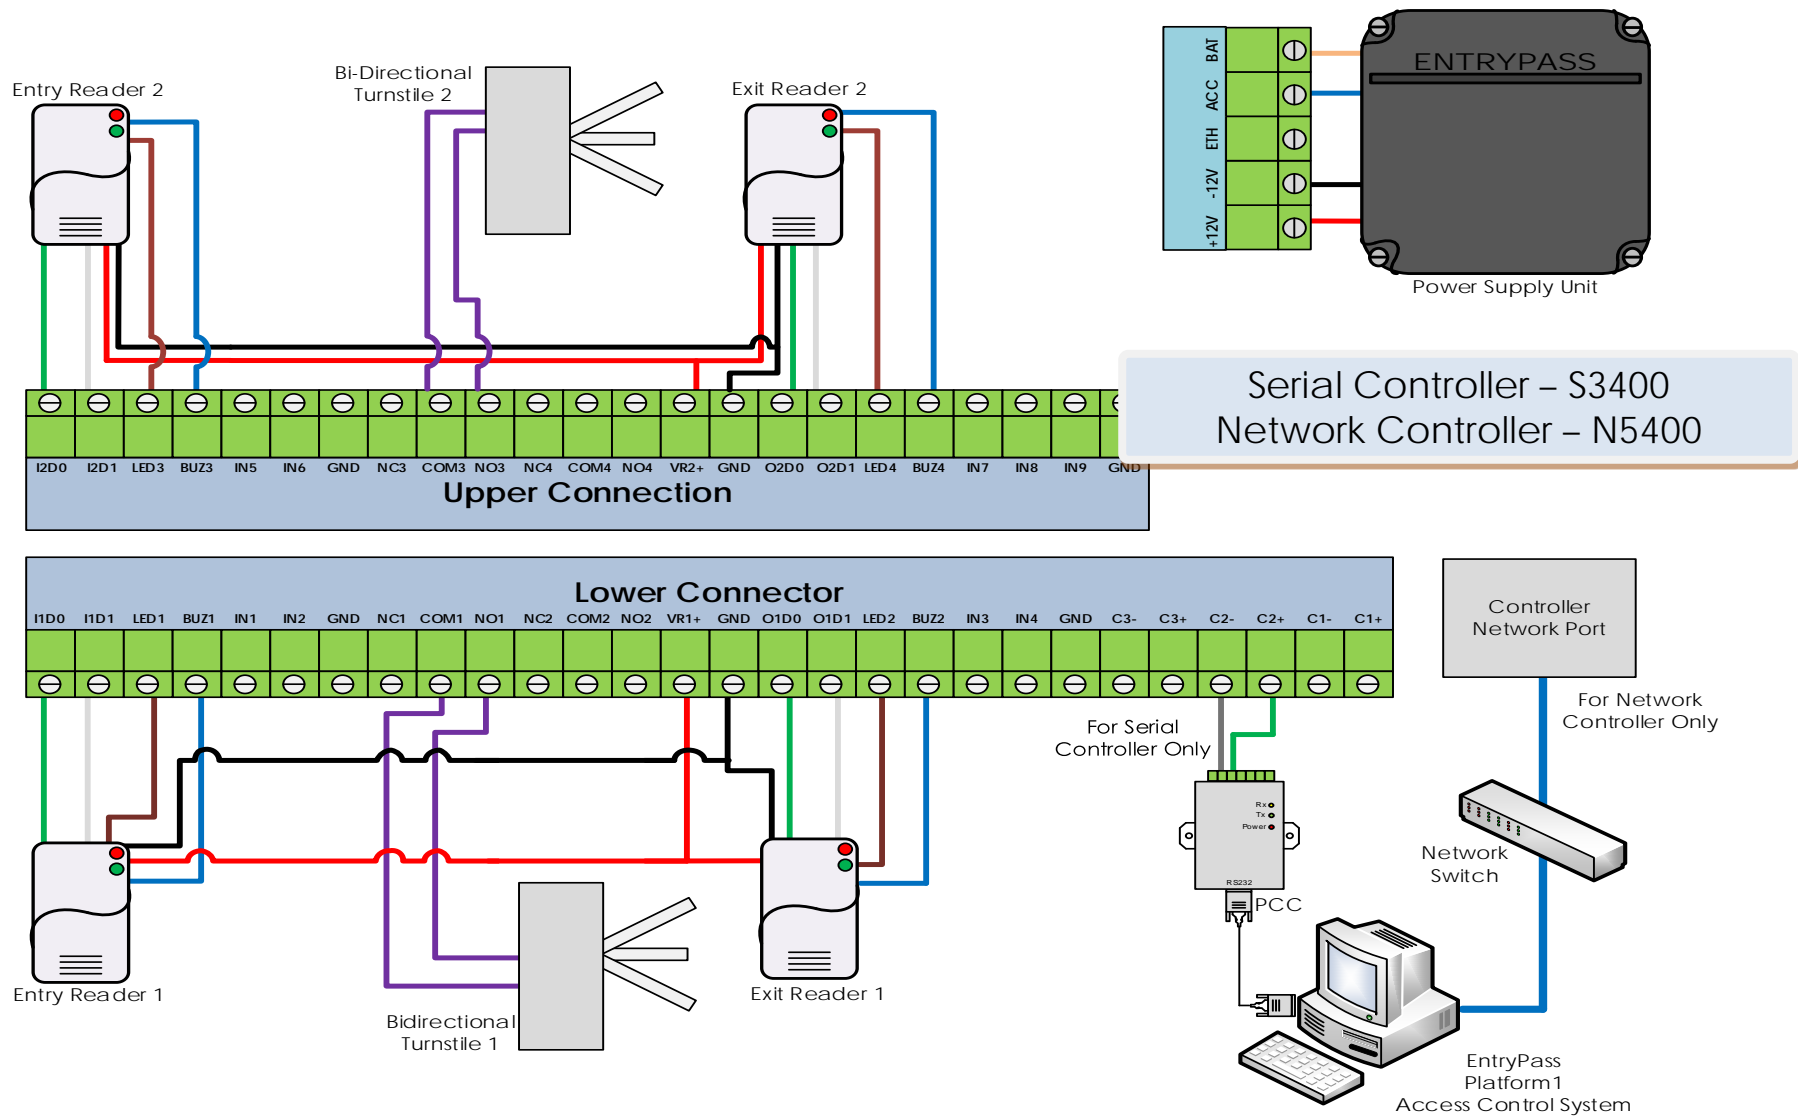 Entry Reader 2
Bi-Directional
Turnstile 2
Exit Reader 2
BAT
ACC
ETH
-12V
+12V
ENTRYPASS
Power Supply Unit
Serial Controller – S3400
Network Controller – N5400
I2D0 I2D1 LED3 BUZ3 IN5 IN6 GND NC3 COM3 NO3 NC4 COM4 NO4 VR2+ GND O2D0 O2D1 LED4 BUZ4 IN7 IN8 IN9 GND
Upper Connection
Lower Connector
I1D0 I1D1 LED1 BUZ1 IN1 IN2 GND NC1 COM1 NO1 NC2 COM2 NO2 VR1+ GND O1D0 O1D1 LED2 BUZ2 IN3 IN4 GND C3- C3+ C2- C2+ C1- C1+
Controller
Network Port
For Serial
Controller Only
For Network
Controller Only
Rx
Tx
Power
RS232
PCC
Network
Switch
Entry Reader 1
Bidirectional
Turnstile 1
Exit Reader 1
EntryPass
Platform1
Access Control System